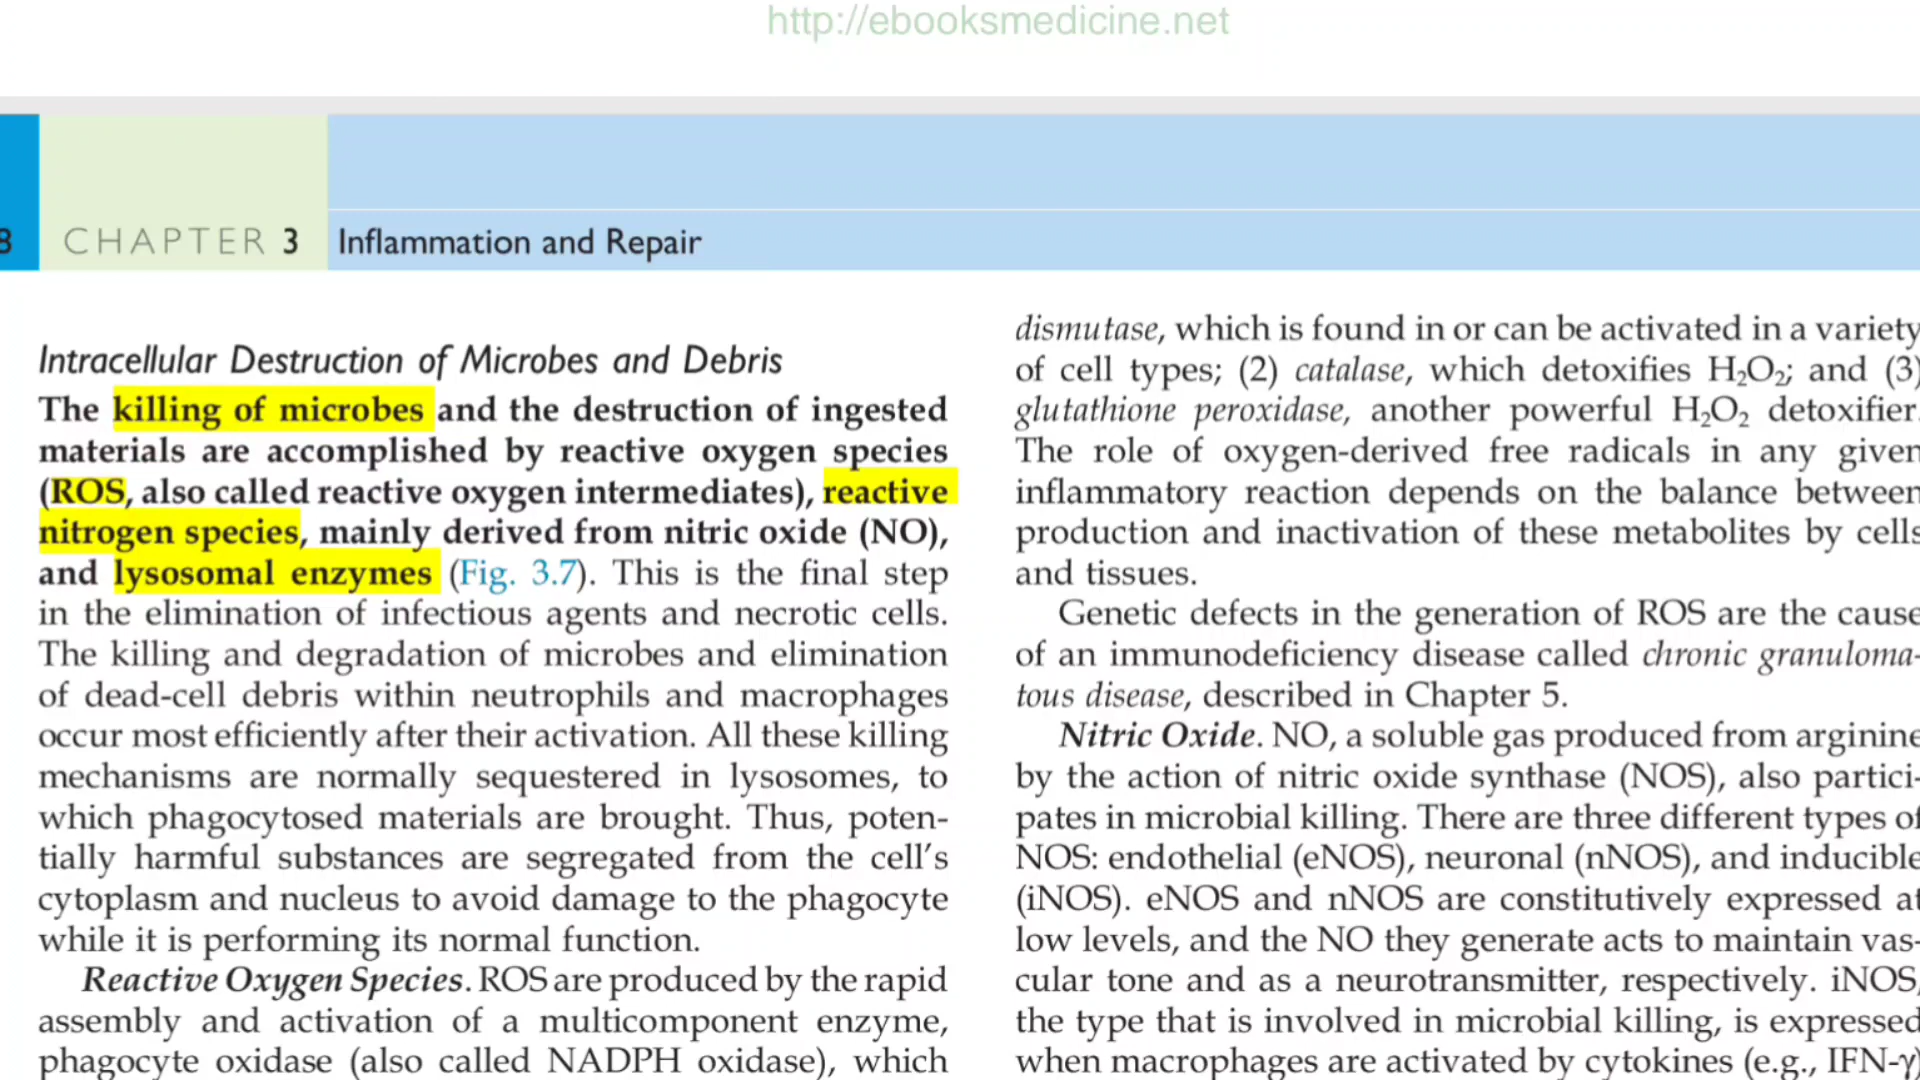 http://ebooksmedicine.net
8 CHAPTER 3 Inflammation and Repair
Intracellular Destruction of Microbes and Debris
The killing of microbes and the destruction of ingested
materials are accomplished by reactive oxygen species
(ROS, also called reactive oxygen intermediates), reactive
nitrogen species, mainly derived from nitric oxide (NO),
and lysosomal enzymes (Fig. 3.7). This is the final step
in the elimination of infectious agents and necrotic cells.
The killing and degradation of microbes and elimination
of dead-cell debris within neutrophils and macrophages
occur most efficiently after their activation. All these killing
mechanisms are normally sequestered in lysosomes, to
which phagocytosed materials are brought. Thus, poten-
tially harmful substances are segregated from the cell's
cytoplasm and nucleus to avoid damage to the phagocyte
while it is performing its normal function.
Reactive Oxygen Species. ROS are produced by the rapid
assembly and activation of a multicomponent enzyme,
phagocyte oxidase (also called NADPH oxidase), which
dismutase, which is found in or can be activated in a variety
of cell types; (2) catalase, which detoxifies H₂O₂; and (3)
glutathione peroxidase, another powerful H₂O₂ detoxifier.
The role of oxygen-derived free radicals in any given
inflammatory reaction depends on the balance between
production and inactivation of these metabolites by cells
and tissues.
Genetic defects in the generation of ROS are the cause
of an immunodeficiency disease called chronic granuloma-
tous disease, described in Chapter 5.
Nitric Oxide. NO, a soluble gas produced from arginine
by the action of nitric oxide synthase (NOS), also partici-
pates in microbial killing. There are three different types of
NOS: endothelial (eNOS), neuronal (nNOS), and inducible
(iNOS). eNOS and nNOS are constitutively expressed at
low levels, and the NO they generate acts to maintain vas-
cular tone and as a neurotransmitter, respectively. iNOS,
the type that is involved in microbial killing, is expressed
when macrophages are activated by cytokines (e.g., IFN-γ)